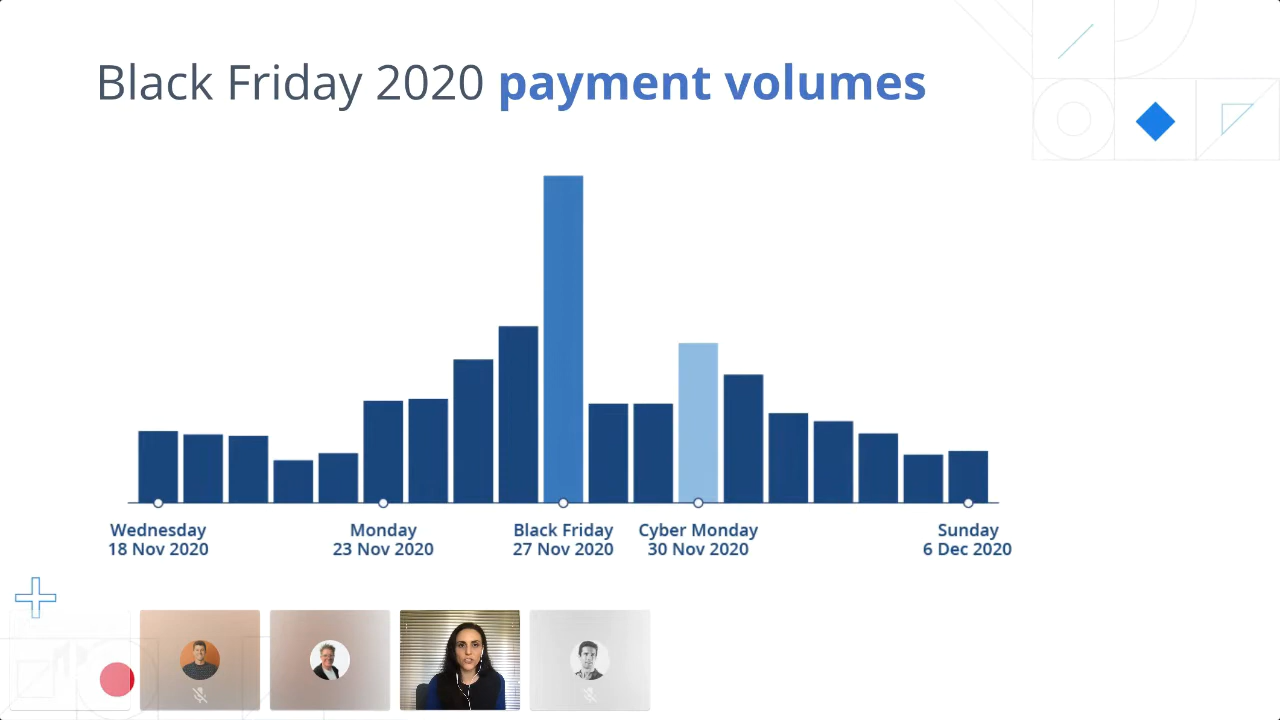 Black Friday 2020 payment volumes
Wednesday
18 Nov 2020
Monday
23 Nov 2020
Black Friday
27 Nov 2020
Cyber Monday
30 Nov 2020
Sunday
6 Dec 2020